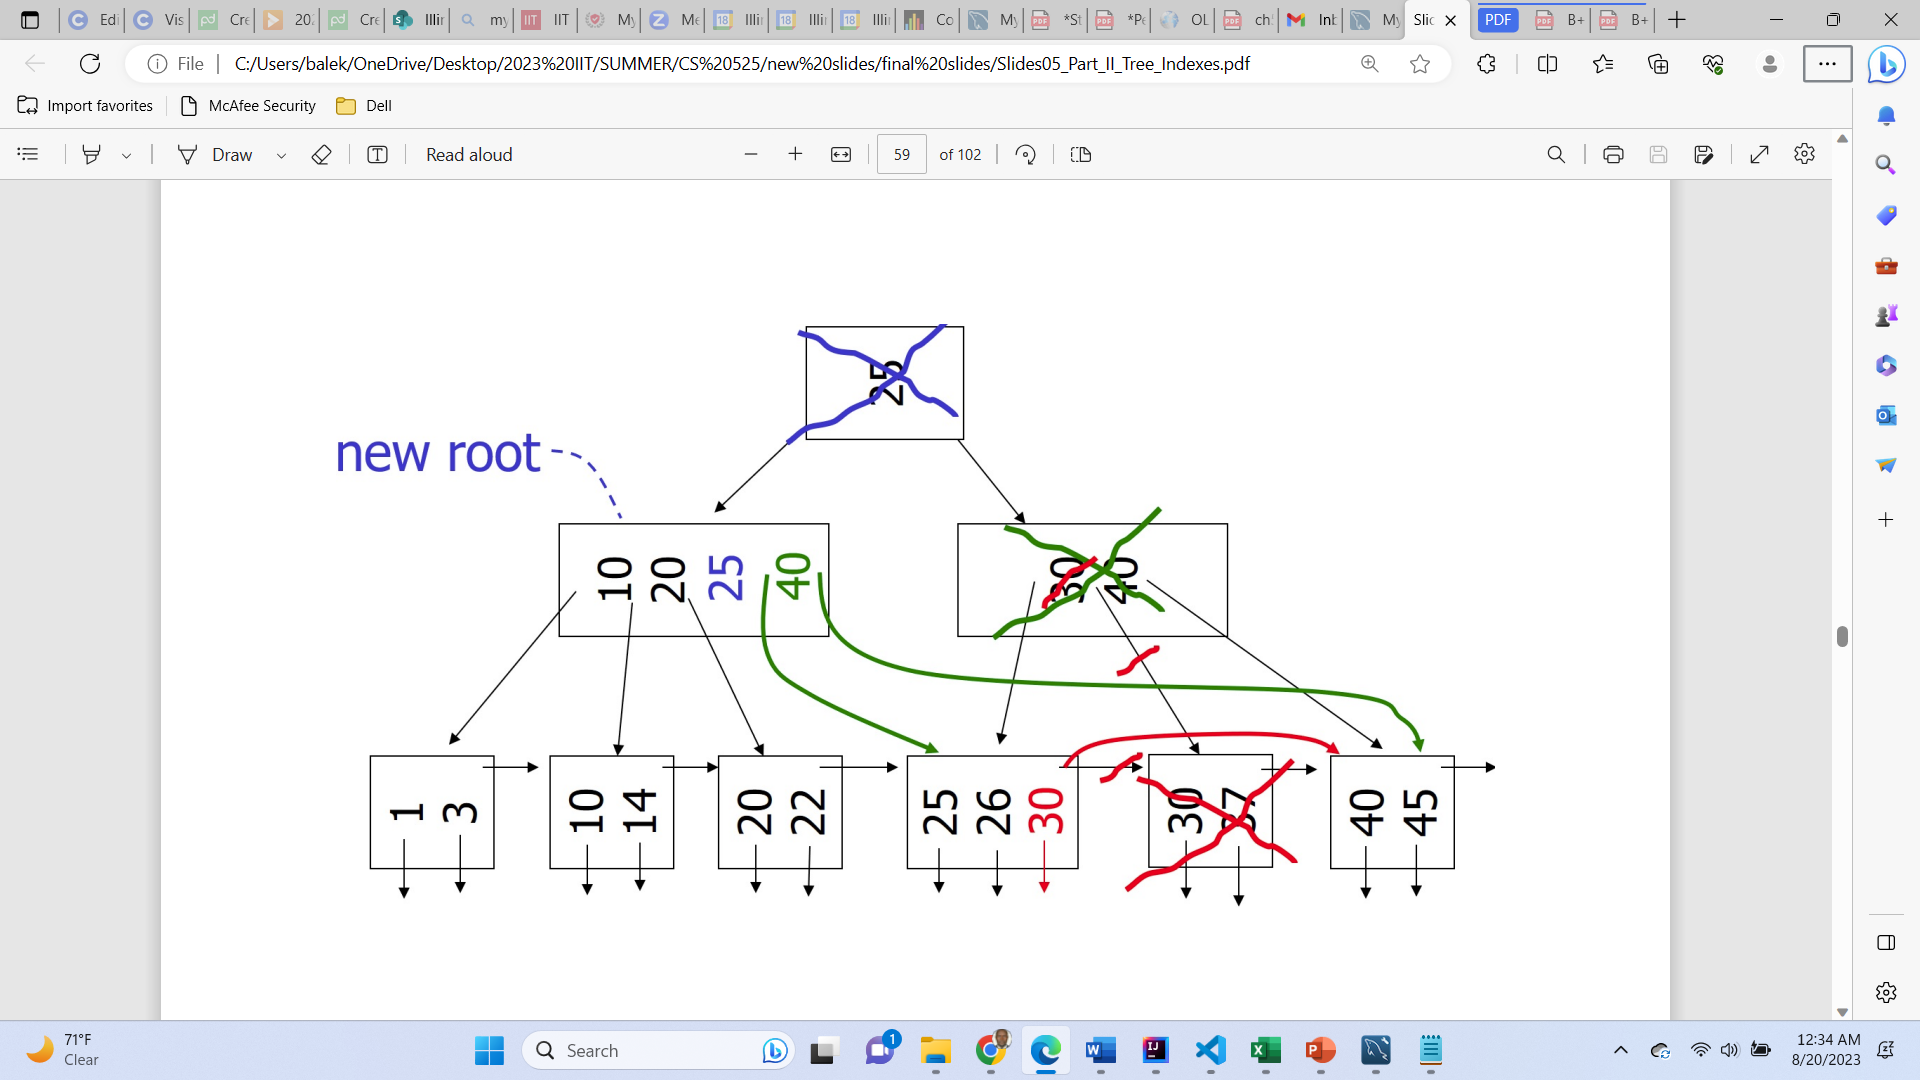 Edi
Vis
Cre
202
Cre
Illir
my
IIT
My
Me
Illir
Illir
Illir
Co
My
*St
*Pe
OL
ch!
Inb
My
Slic
PDF
B+
B+
File
C:/Users/balek/OneDrive/Desktop/2023%20IIT/SUMMER/CS%20525/new%20slides/final%20slides/Slides05_Part_II_Tree_Indexes.pdf
Import favorites
McAfee Security
Dell
Draw
Read aloud
59 of 102
25
new root
10 20 25 40
30 40
1 3
10 14
20 22
25 26 30
30 37
40 45
71°F
Clear
Search
1
12:34 AM
8/20/2023